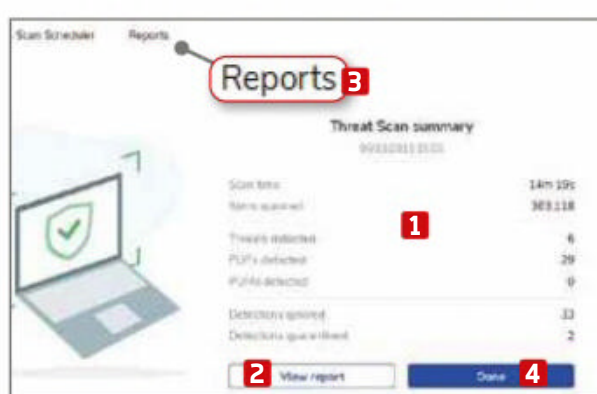 Scan Scheduler Reports
Reports 3
Threat Scan summary
Scan time 14m 19s
Items scanned 303,118
1
Threats detected 6
PUPs detected 29
PUMs detected 0
Detections ignored 33
Detections quarantined 2
2 View report Done 4